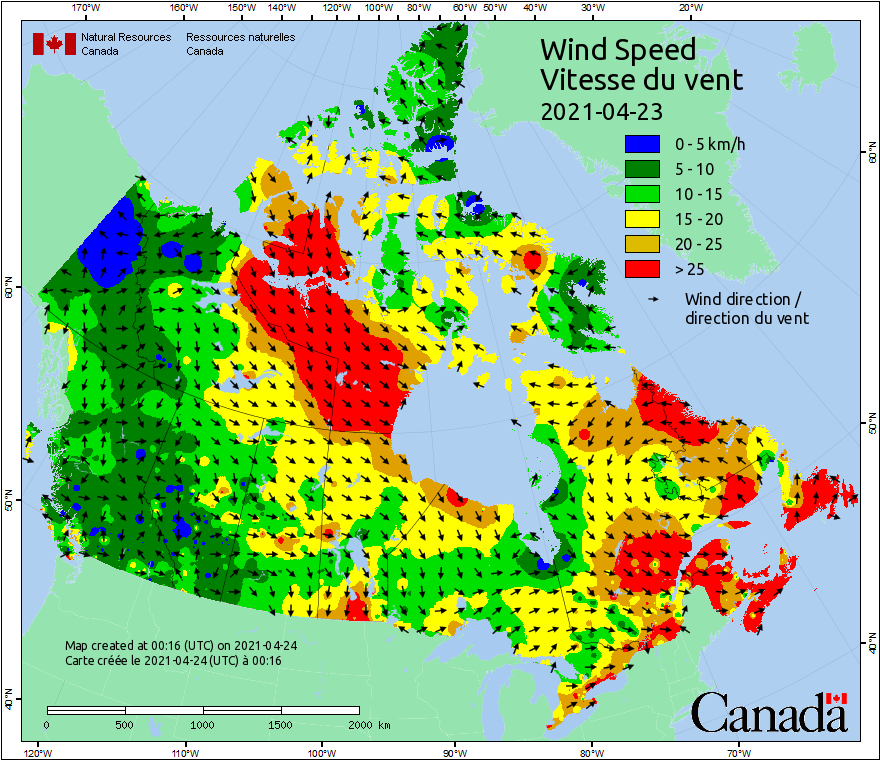 170°W 160°W 150°W 140°W 130°W 120°W 110°W 100°W 90°W 80°W 70°W 60°W 50°W 40°W 30°W 20°W
Natural Resources Canada
Ressources naturelles Canada
Wind Speed
Vitesse du vent
2021-04-23
0 - 5 km/h
5 - 10
10 - 15
15 - 20
20 - 25
> 25
Wind direction /
direction du vent
60°N
60°N
50°N
50°N
40°N
40°N
Map created at 00:16 (UTC) on 2021-04-24
Carte créée le 2021-04-24 (UTC) à 00:16
0 500 1000 1500 2000 km
Canada
120°W 110°W 100°W 90°W 80°W 70°W